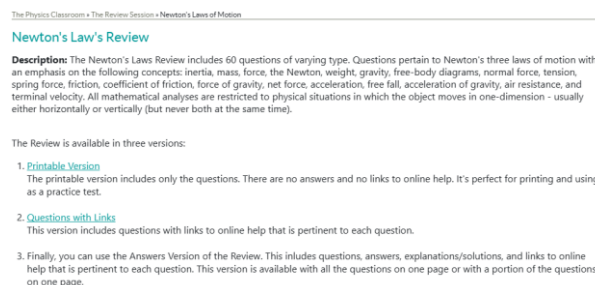 The Physics Classroom » The Review Session » Newton's Laws of Motion
Newton's Law's Review
Description: The Newton's Laws Review includes 60 questions of varying type. Questions pertain to Newton's three laws of motion with
an emphasis on the following concepts: inertia, mass, force, the Newton, weight, gravity, free-body diagrams, normal force, tension,
spring force, friction, coefficient of friction, force of gravity, net force, acceleration, free fall, acceleration of gravity, air resistance, and
terminal velocity. All mathematical analyses are restricted to physical situations in which the object moves in one-dimension - usually
either horizontally or vertically (but never both at the same time).
The Review is available in three versions:
1. Printable Version
The printable version includes only the questions. There are no answers and no links to online help. It's perfect for printing and using
as a practice test.
2. Questions with Links
This version includes questions with links to online help that is pertinent to each question.
3. Finally, you can use the Answers Version of the Review. This inludes questions, answers, explanations/solutions, and links to online
help that is pertinent to each question. This version is available with all the questions on one page or with a portion of the questions
on one page.